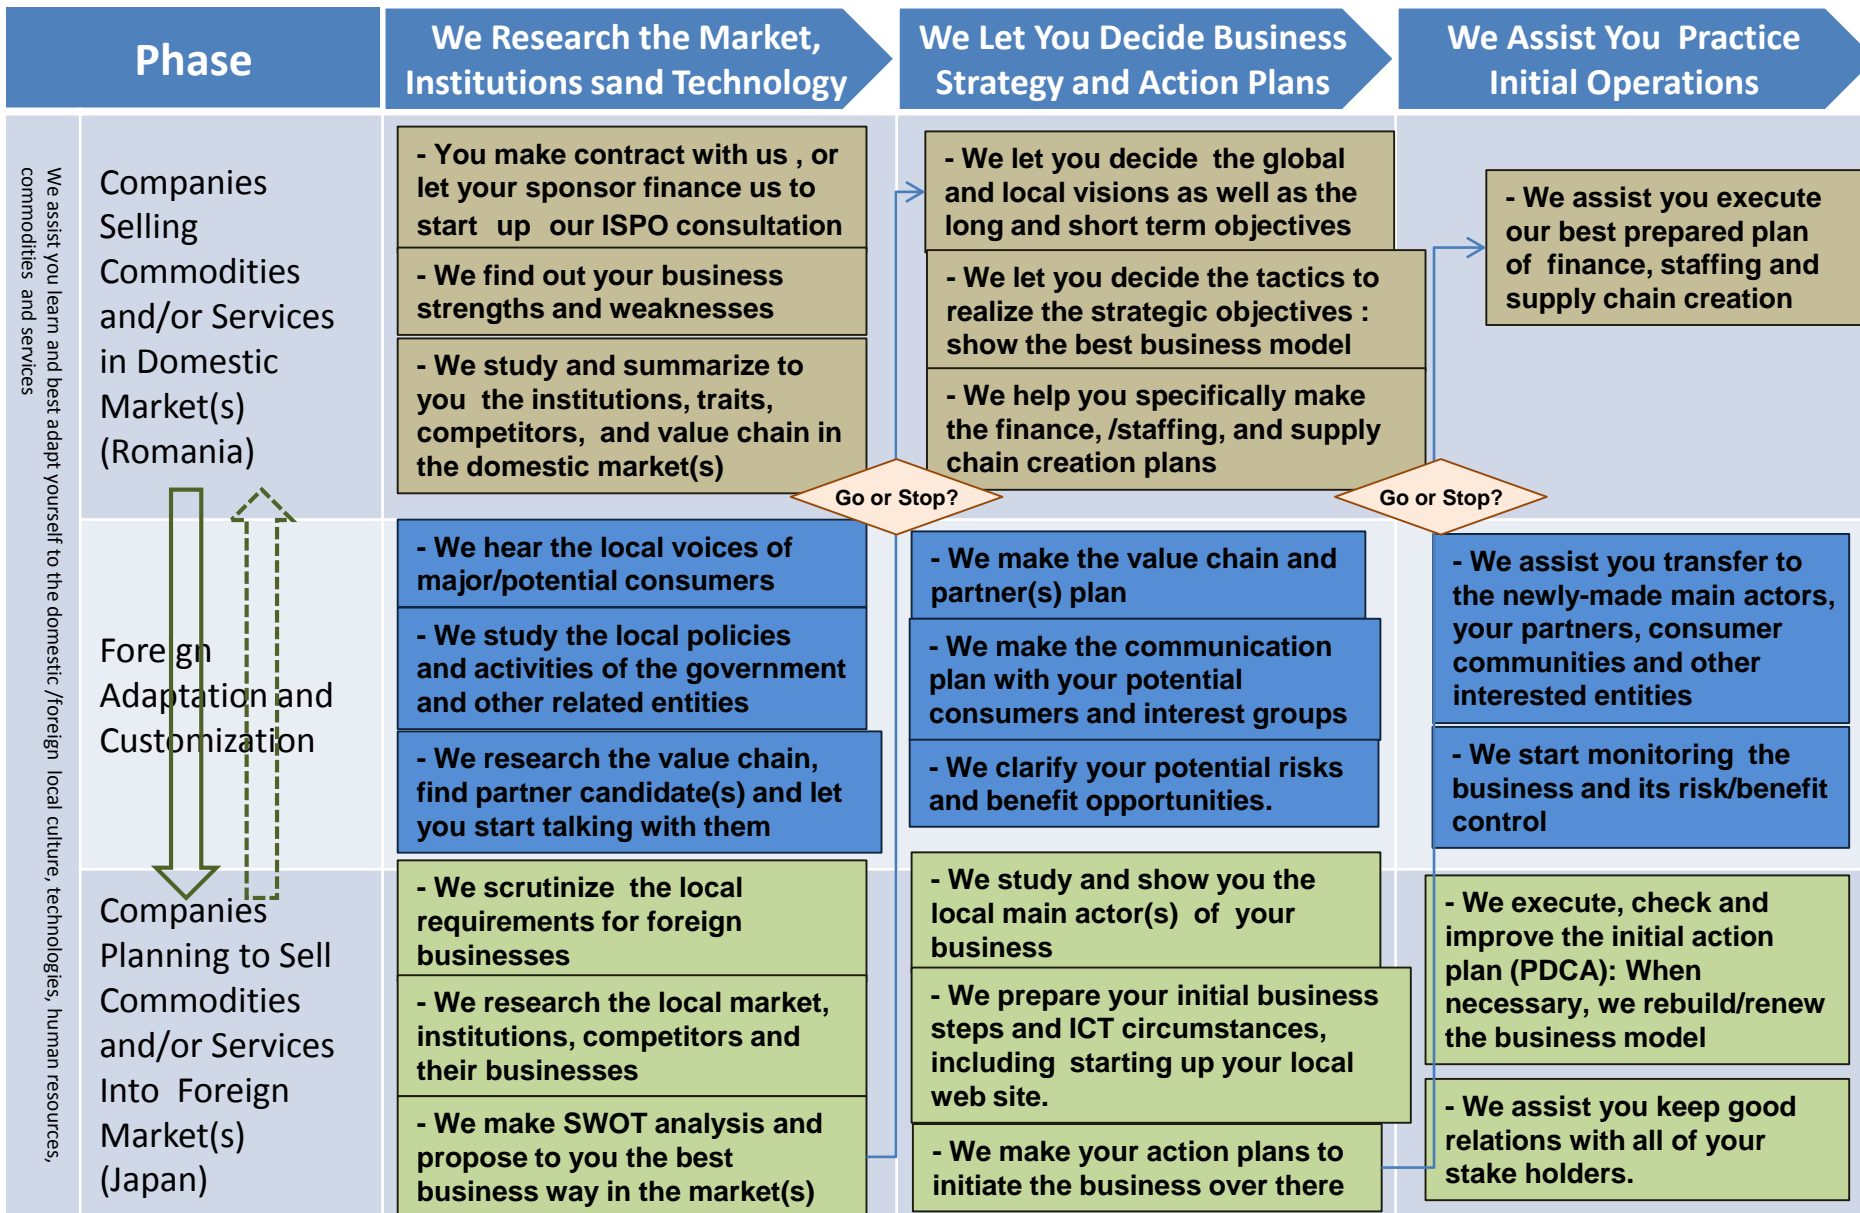 Phase
We Research the Market,
Institutions sand Technology
We Let You Decide Business
Strategy and Action Plans
We Assist You  Practice
Initial Operations
We assist you learn and best adapt yourself to the domestic /foreign  local culture, technologies, human resources,
commodities  and services
Companies
Selling
Commodities
and/or Services
in Domestic
Market(s)
(Romania)
- You make contract with us , or
let your sponsor finance us to
start  up  our ISPO consultation
- We find out your business
strengths and weaknesses
- We study and summarize to
you  the institutions, traits,
competitors,  and value chain in
the domestic market(s)
- We let you decide  the global
and local visions as well as the
long and short term objectives
- We let you decide the tactics to
realize the strategic objectives :
show the best business model
- We help you specifically make
the finance, /staffing, and supply
chain creation plans
- We assist you execute
our best prepared plan
of  finance, staffing and
supply chain creation
Go or Stop?
Go or Stop?
Foreign
Adaptation and
Customization
- We hear the local voices of
major/potential consumers
- We study the local policies
and activities of the government
and other related entities
- We research the value chain,
find partner candidate(s) and let
you start talking with them
- We make the value chain and
partner(s) plan
- We make the communication
plan with your potential
consumers and interest groups
- We clarify your potential risks
and benefit opportunities.
- We assist you transfer to
the newly-made main actors,
your partners, consumer
communities and other
interested entities
- We start monitoring  the
business and its risk/benefit
control
Companies
Planning to Sell
Commodities
and/or Services
Into  Foreign
Market(s)
(Japan)
- We scrutinize  the local
requirements for foreign
businesses
- We research the local market,
institutions, competitors and
their businesses
- We make SWOT analysis and
propose to you the best
business way in the market(s)
- We study and show you the
local main actor(s)  of  your
business
- We prepare your initial business
steps and ICT circumstances,
including  starting up your local
web site.
- We make your action plans to
initiate the business over there
- We execute, check and
improve the initial action
plan (PDCA): When
necessary, we rebuild/renew
the business model
- We assist you keep good
relations with all of your
stake holders.